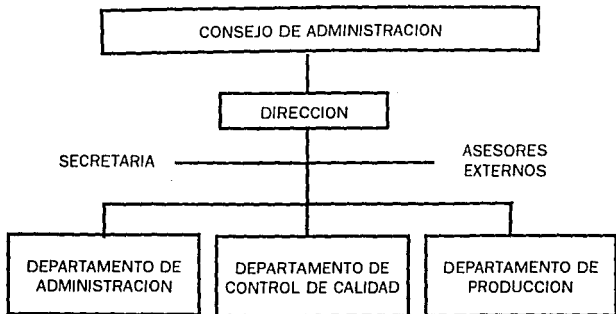 CONSEJO DE ADMINISTRACION
DIRECCION
SECRETARIA
ASESORES
EXTERNOS
DEPARTAMENTO DE
ADMINISTRACION
DEPARTAMENTO DE
CONTROL DE CALIDAD
DEPARTAMENTO DE
PRODUCCION